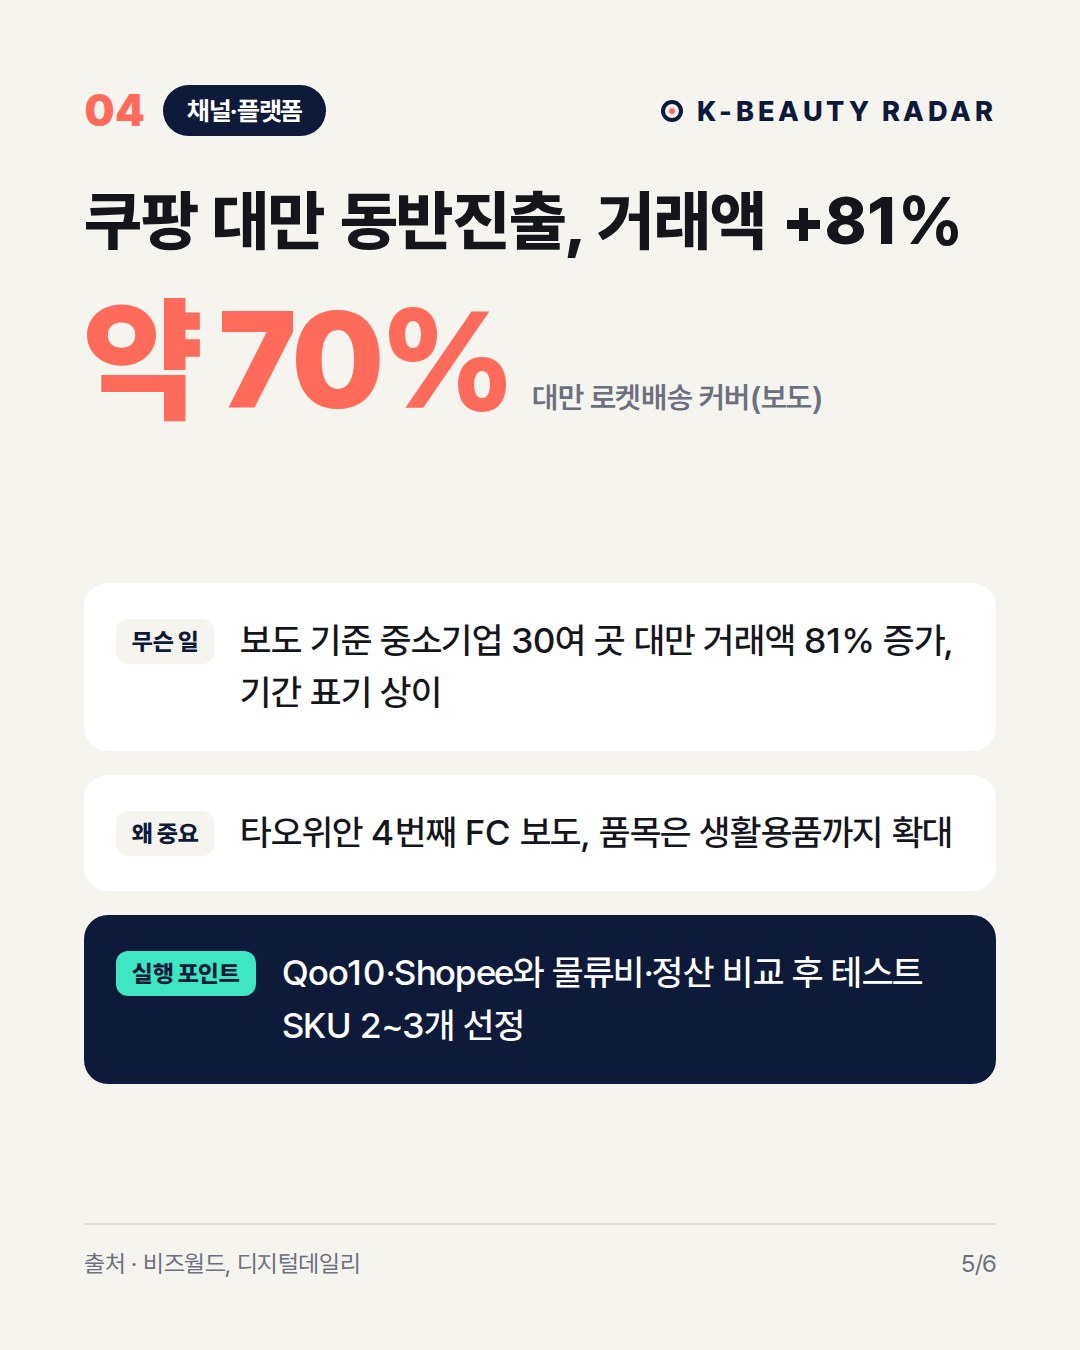 04 채널·플랫폼 K-BEAUTY RADAR
쿠팡 대만 동반진출, 거래액 +81%
약 70% 대만 로켓배송 커버(보도)
무슨 일 보도 기준 중소기업 30여 곳 대만 거래액 81% 증가,
기간 표기 상이
왜 중요 타오위안 4번째 FC 보도, 품목은 생활용품까지 확대
실행 포인트 Qoo10·Shopee와 물류비·정산 비교 후 테스트
SKU 2~3개 선정
출처 · 비즈월드, 디지털데일리 5/6